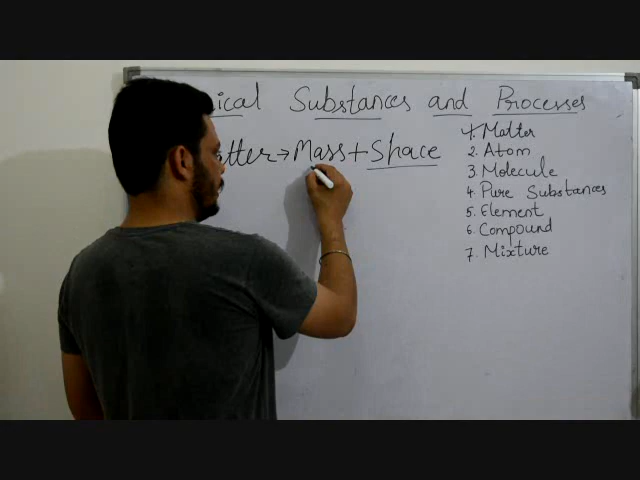 ical Substances and Processes
atter → Mass + Space
1. Matter
2. Atom
3. Molecule
4. Pure Substances
5. Element
6. Compound
7. Mixture